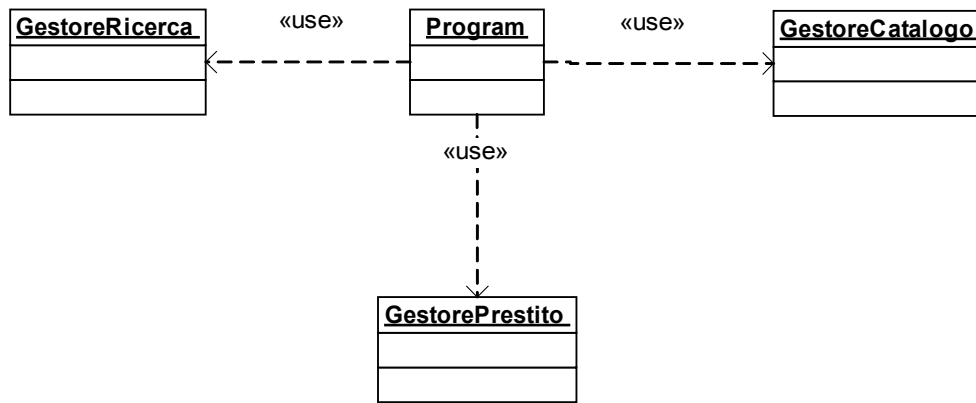 «use»
«use»
GestoreRicerca
Program
GestoreCatalogo
«use»
GestorePrestito